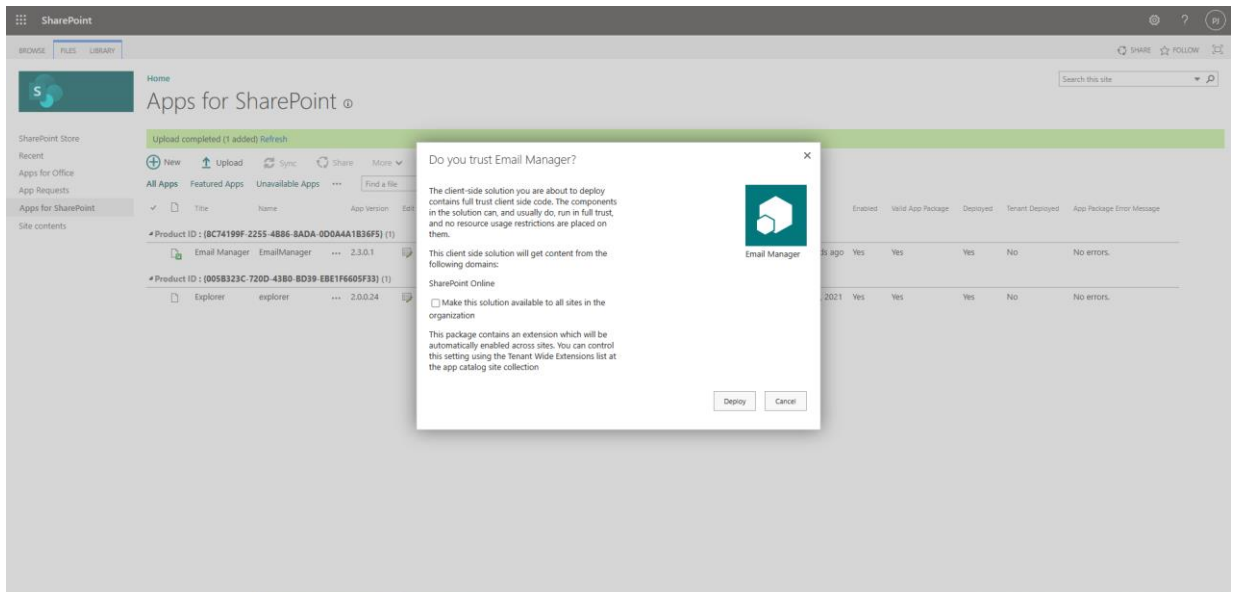 SharePoint
?
PJ
BROWSE FILES LIBRARY
SHARE FOLLOW
S
Home
Apps for SharePoint
Search this site
SharePoint Store
Recent
Apps for Office
App Requests
Apps for SharePoint
Site contents
Upload completed (1 added) Refresh
New Upload Sync Share More
All Apps Featured Apps Unavailable Apps ••• Find a file
Title Name App Version Edit
Enabled Valid App Package Deployed Tenant Deployed App Package Error Message
Product ID : {8C74199F-2255-4B86-8ADA-0D0A4A1B36F5} (1)
Email Manager EmailManager ••• 2.3.0.1
ds ago Yes Yes Yes No No errors.
Product ID : {005B323C-720D-43B0-BD39-EBE1F6605F33} (1)
Explorer explorer ••• 2.0.0.24
, 2021 Yes Yes Yes No No errors.
Do you trust Email Manager?
The client-side solution you are about to deploy
contains full trust client side code. The components
in the solution can, and usually do, run in full trust,
and no resource usage restrictions are placed on
them.
This client side solution will get content from the
following domains:
SharePoint Online
Make this solution available to all sites in the
organization
This package contains an extension which will be
automatically enabled across sites. You can control
this setting using the Tenant Wide Extensions list at
the app catalog site collection
Email Manager
Deploy Cancel